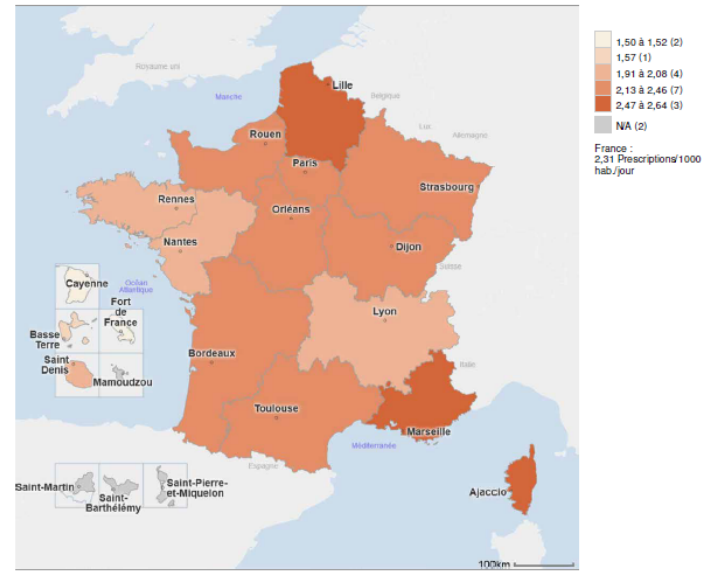 Royaume uni
Lille
Manche
Belgique
Rouen
Lux.
Allemagne
Paris
Strasbourg
Rennes
Orléans
Nantes
Dijon
Suisse
Cayenne
Océan
Atlantique
Fort
de
France
Lyon
Basse
Terre
Saint
Denis
Mamoudzou
Bordeaux
Italie
Toulouse
Marseille
Méditerranée
Espagne
Saint-Martin
Saint-
Barthélémy
Saint-Pierre-
et-Miquelon
Ajaccio
100km
1,50 à 1,52 (2)
1,57 (1)
1,91 à 2,08 (4)
2,13 à 2,46 (7)
2,47 à 2,64 (3)
N/A (2)
France :
2,31 Prescriptions/1000
hab./jour